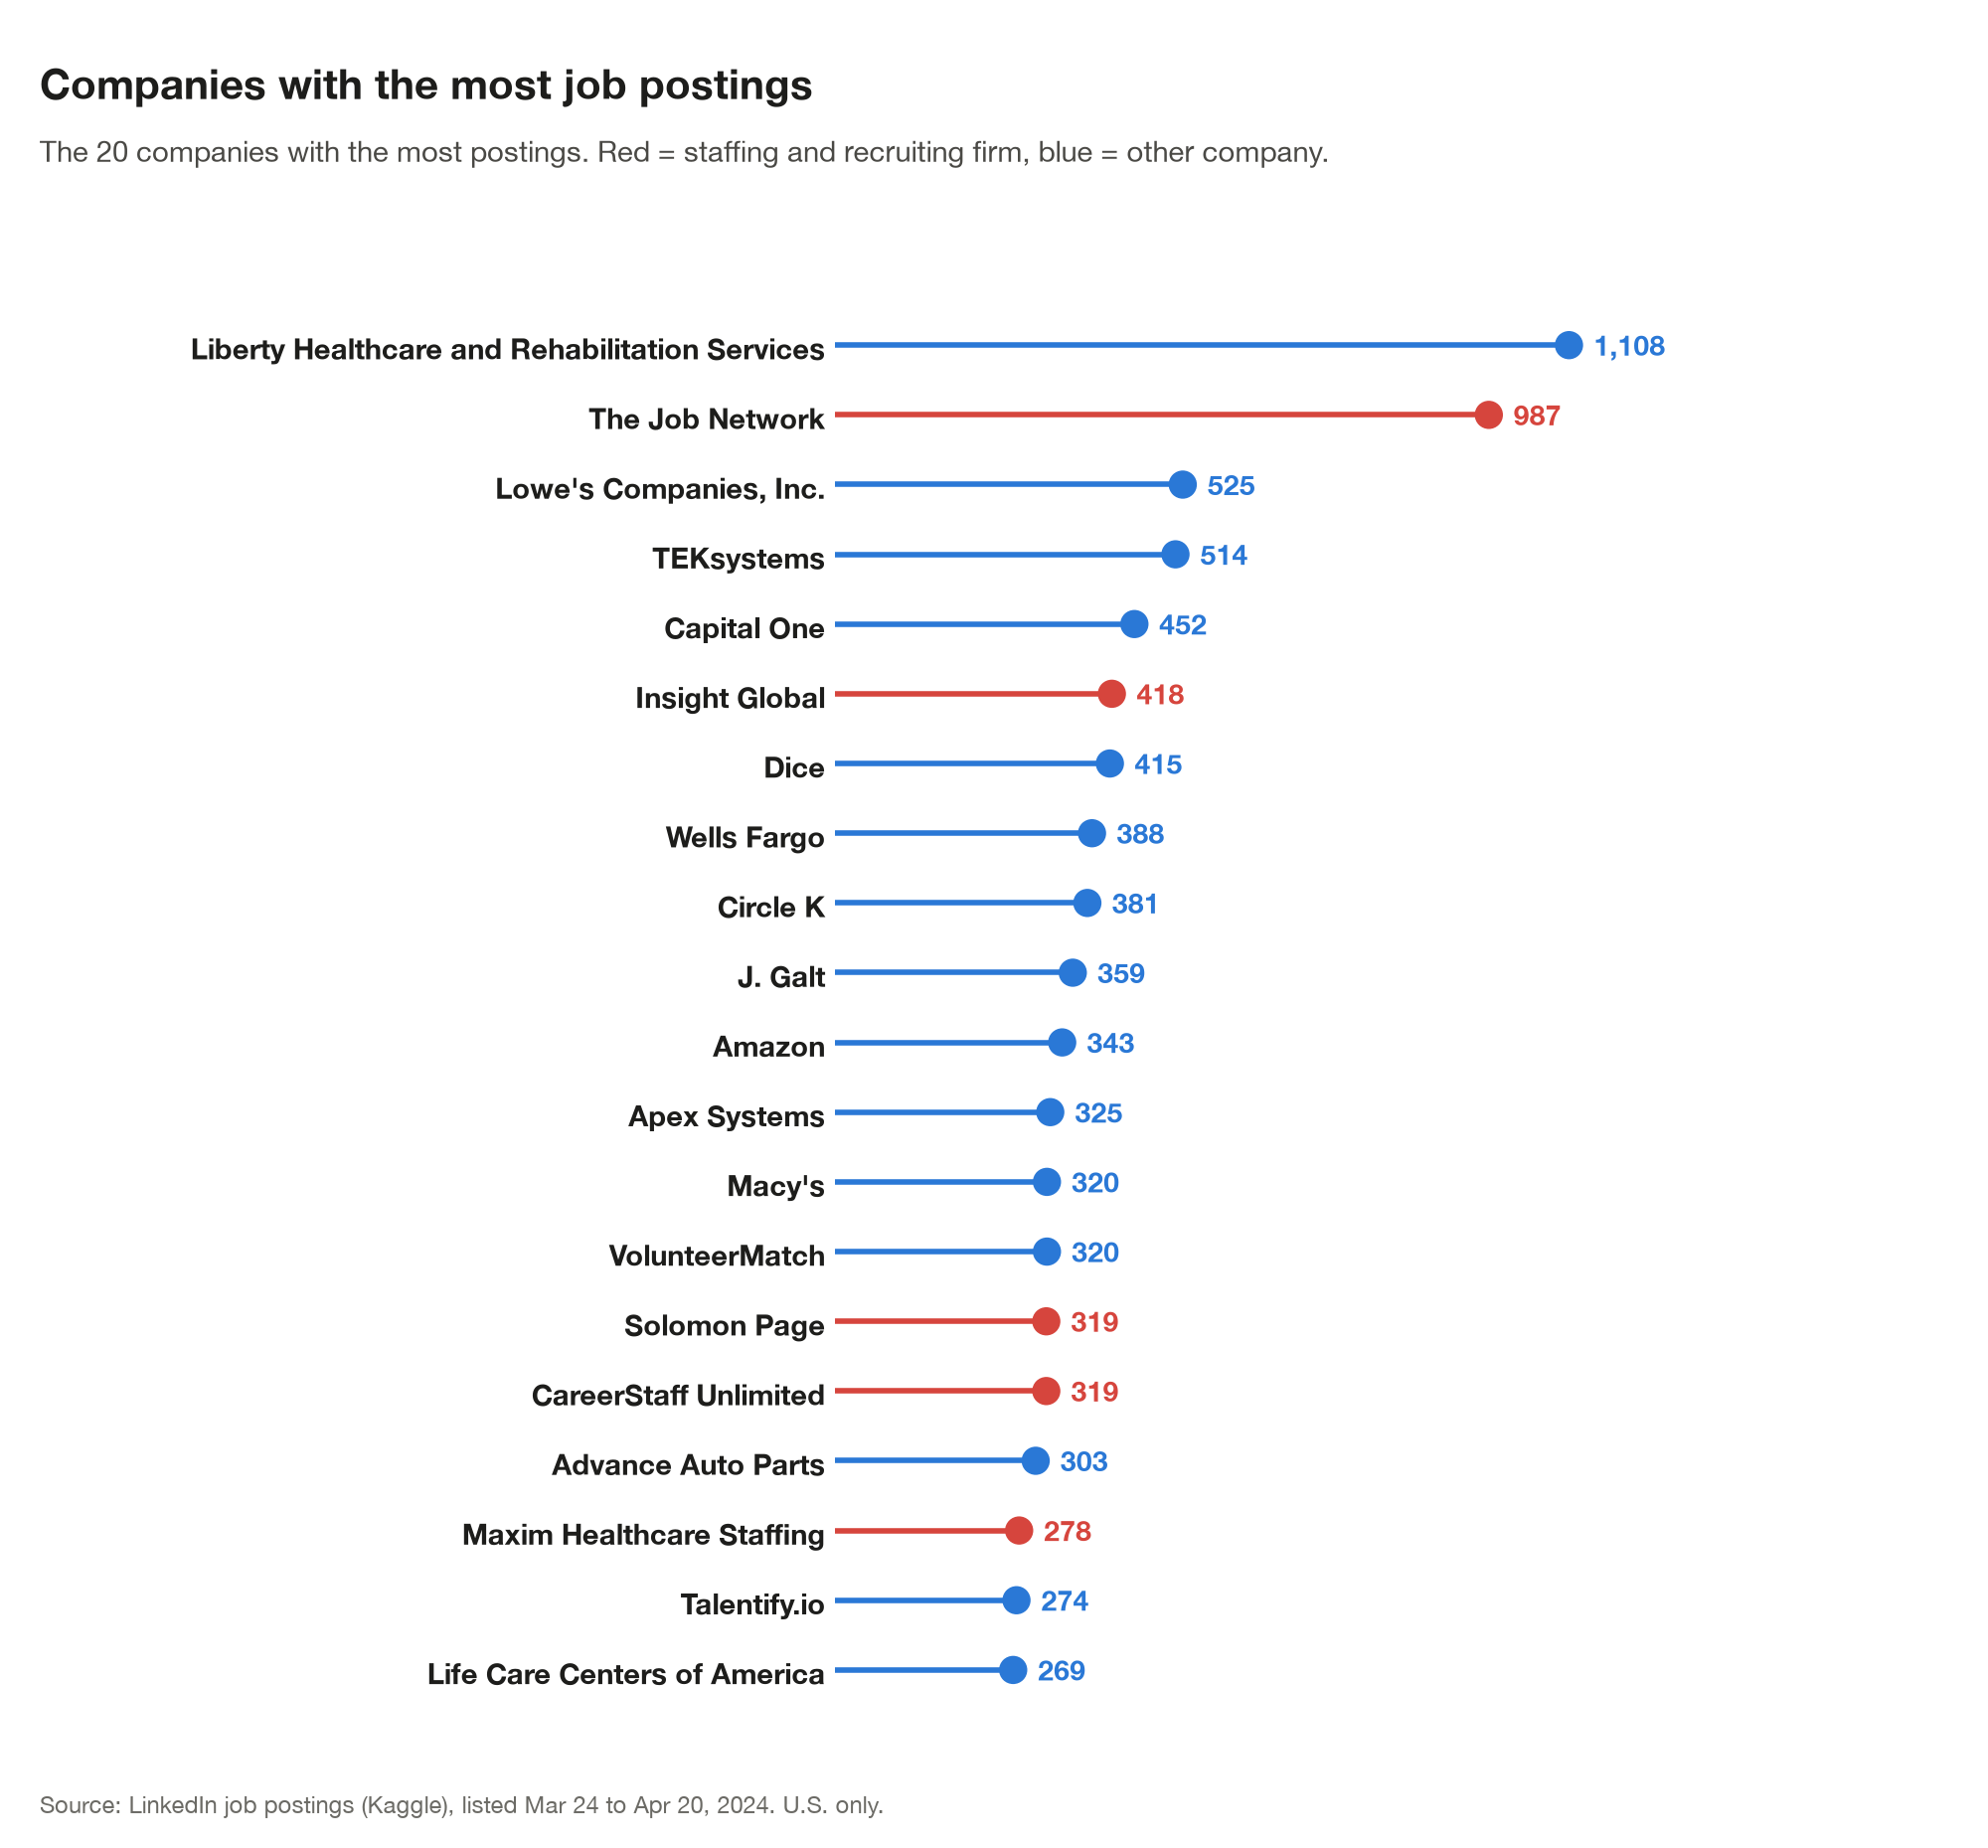 Companies with the most job postings
The 20 companies with the most postings. Red = staffing and recruiting firm, blue = other company.
Liberty Healthcare and Rehabilitation Services 1,108
The Job Network 987
Lowe's Companies, Inc. 525
TEKsystems 514
Capital One 452
Insight Global 418
Dice 415
Wells Fargo 388
Circle K 381
J. Galt 359
Amazon 343
Apex Systems 325
Macy's 320
VolunteerMatch 320
Solomon Page 319
CareerStaff Unlimited 319
Advance Auto Parts 303
Maxim Healthcare Staffing 278
Talentify.io 274
Life Care Centers of America 269
Source: LinkedIn job postings (Kaggle), listed Mar 24 to Apr 20, 2024. U.S. only.